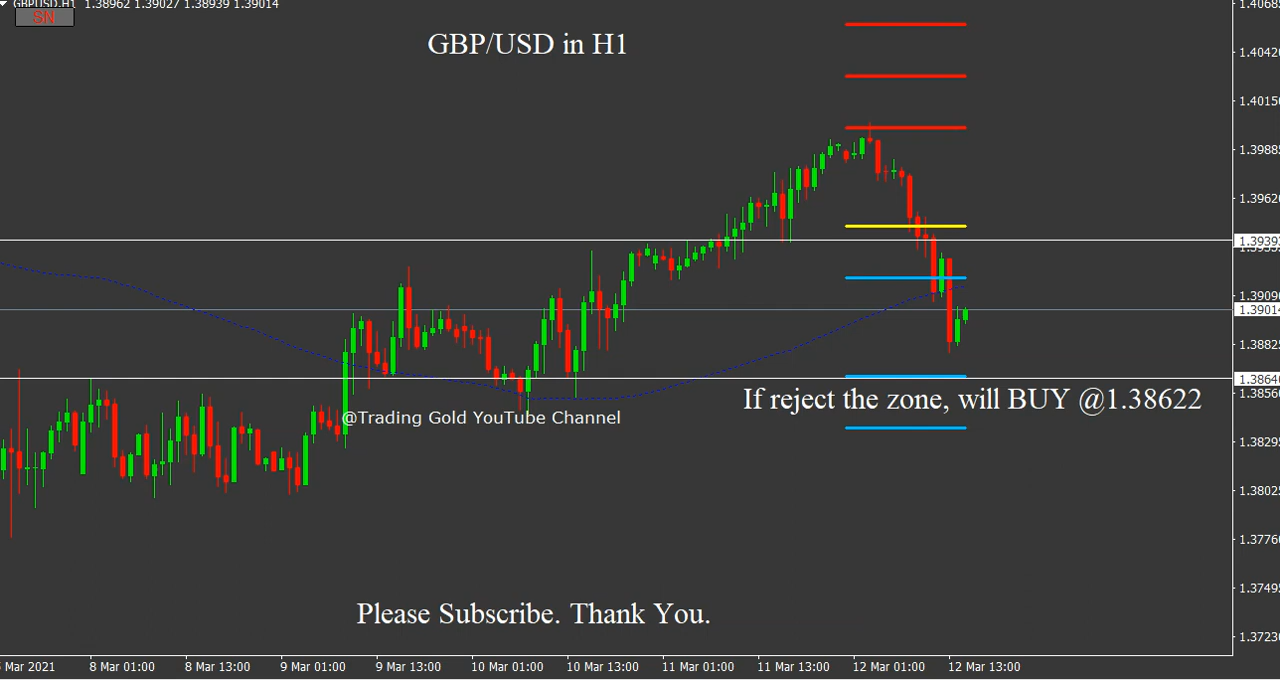 GBPUSD,H1 1.38962 1.39027 1.38939 1.39014
SN
GBP/USD in H1
1.40685
1.40420
1.40150
1.39885
1.39620
1.39090
1.39014
1.38825
1.38640
1.38560
If reject the zone, will BUY @1.38622
@Trading Gold YouTube Channel
1.38295
1.38025
1.37760
1.37495
Please Subscribe. Thank You.
1.37230
Mar 2021 8 Mar 01:00 8 Mar 13:00 9 Mar 01:00 9 Mar 13:00 10 Mar 01:00 10 Mar 13:00 11 Mar 01:00 11 Mar 13:00 12 Mar 01:00 12 Mar 13:00